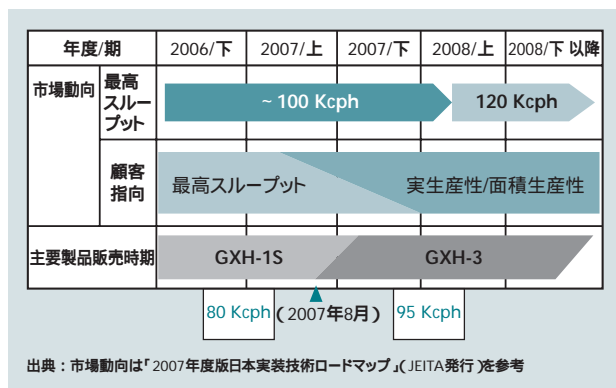 年度/期 2006/下 2007/上 2007/下 2008/上 2008/下 以降
市場動向
最高
スルー
プット
~ 100 Kcph
120 Kcph
顧客
指向
最高スループット
実生産性/面積生産性
主要製品販売時期
GXH-1S
GXH-3
80 Kcph (2007年8月) 95 Kcph
出典:市場動向は「2007年度版日本実装技術ロードマップ」(JEITA発行)を参考